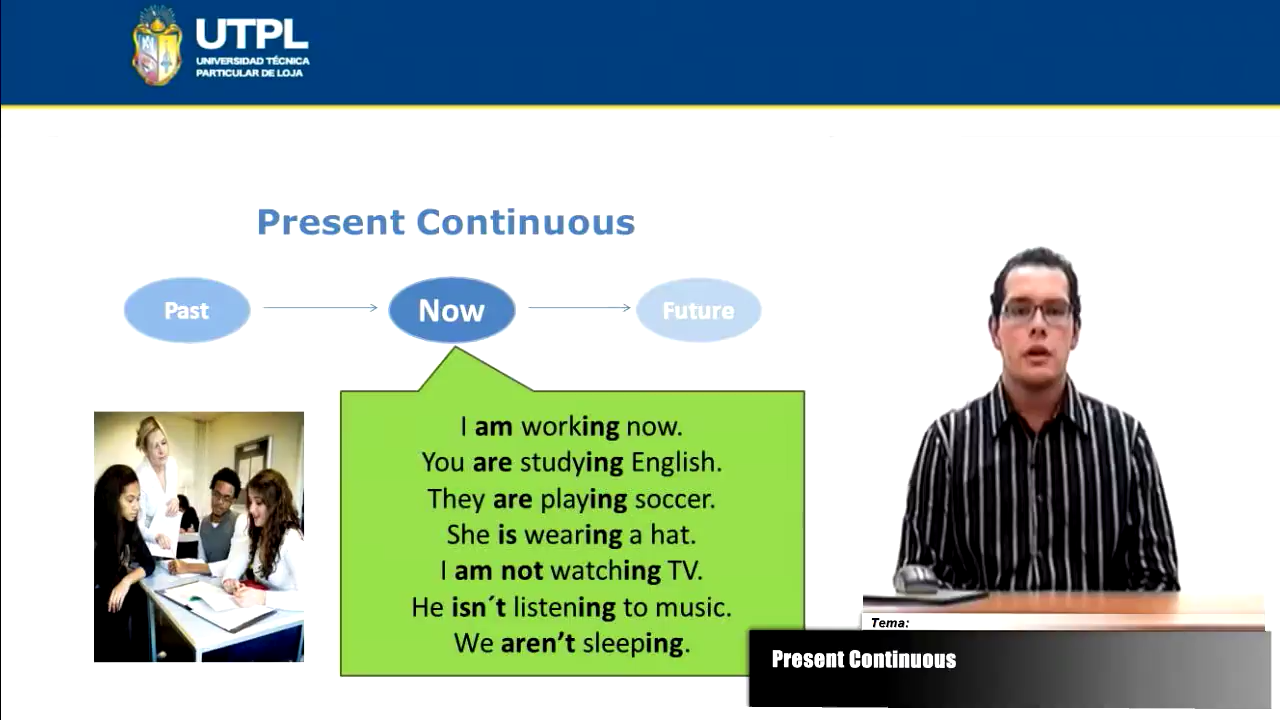 UTPL
UNIVERSIDAD TÉCNICA
PARTICULAR DE LOJA
Present Continuous
Past
Now
Future
I am working now.
You are studying English.
They are playing soccer.
She is wearing a hat.
I am not watching TV.
He isn´t listening to music.
We aren't sleeping.
Tema:
Present Continuous